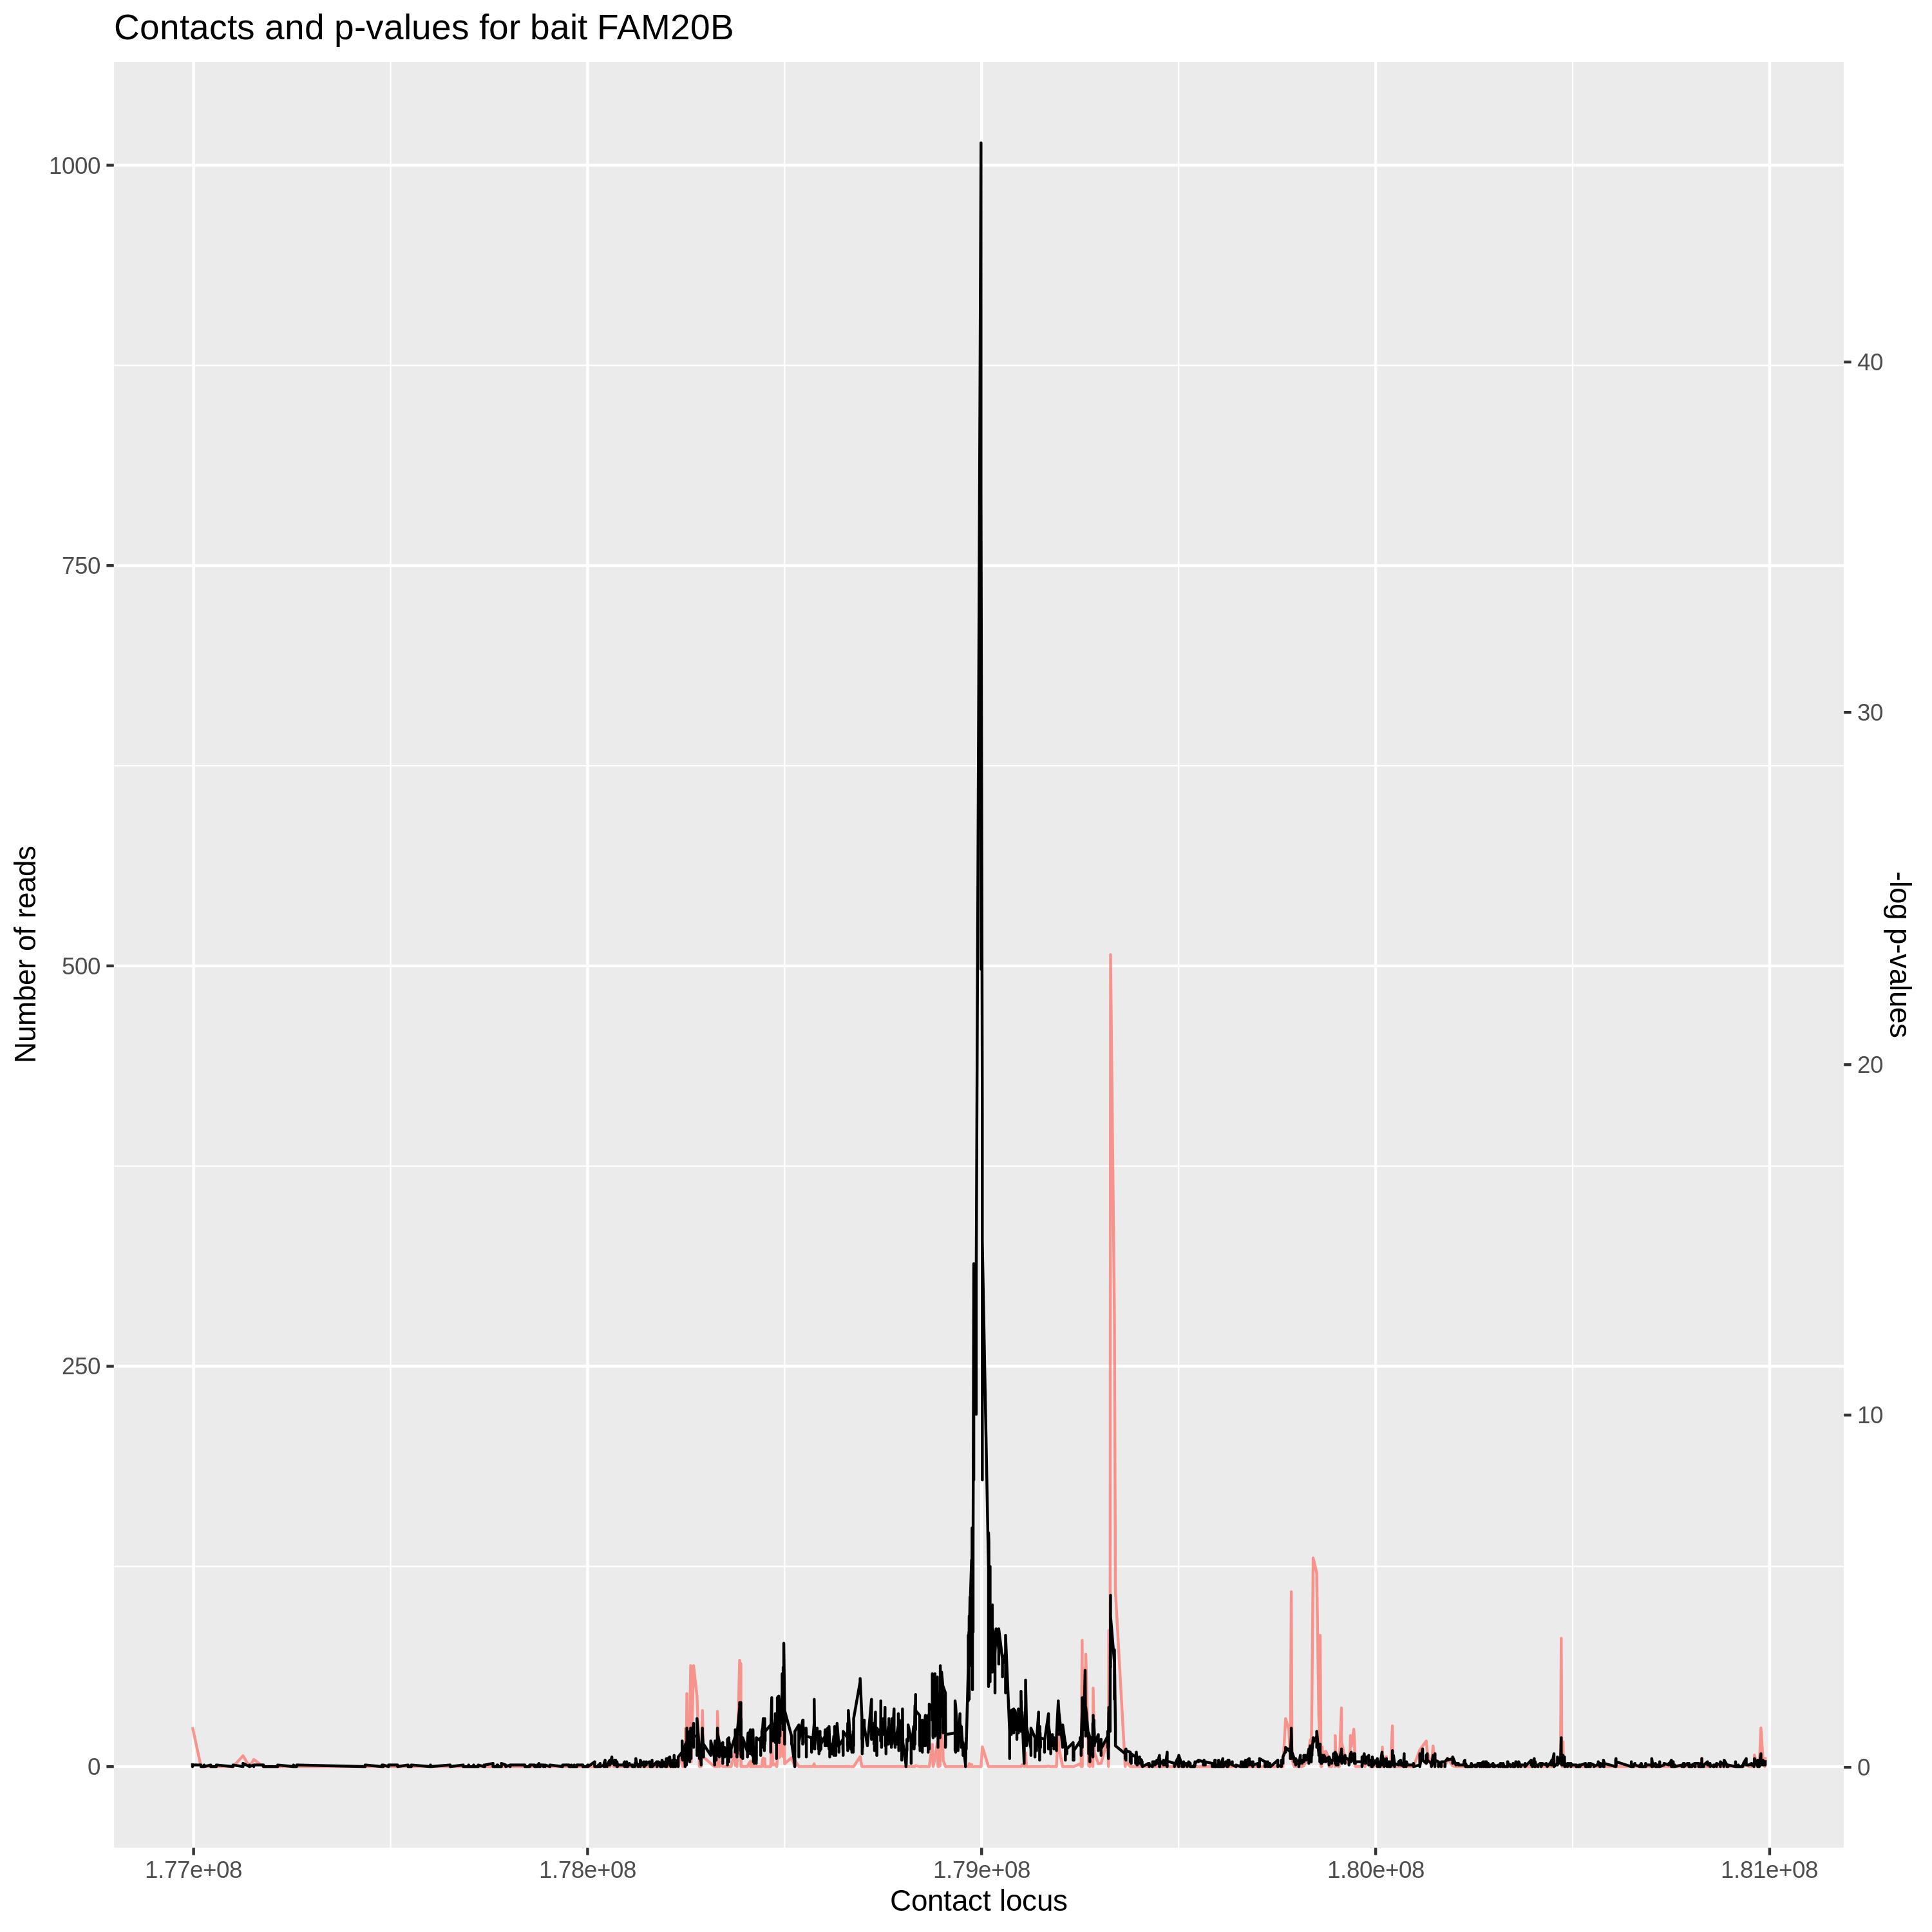 Contacts and p-values for bait FAM20B
1000
750
500
250
0
Number of reads
40
30
20
10
0
-log p-values
1.77e+08 1.78e+08 1.79e+08 1.80e+08 1.81e+08
Contact locus